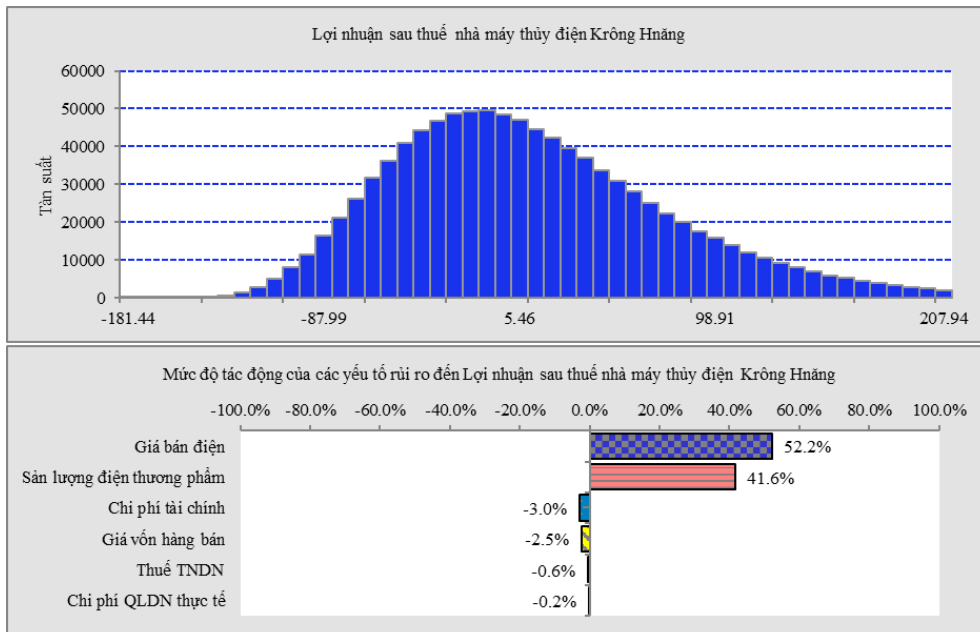 Lợi nhuận sau thuế nhà máy thủy điện Krông Hnăng
60000
50000
40000
30000
20000
10000
0
Tần suất
-181.44 -87.99 5.46 98.91 207.94
Mức độ tác động của các yếu tố rủi ro đến Lợi nhuận sau thuế nhà máy thủy điện Krông Hnăng
-100.0% -80.0% -60.0% -40.0% -20.0% 0.0% 20.0% 40.0% 60.0% 80.0% 100.0%
Giá bán điện 52.2%
Sản lượng điện thương phẩm 41.6%
Chi phí tài chính -3.0%
Giá vốn hàng bán -2.5%
Thuế TNDN -0.6%
Chi phí QLDN thực tế -0.2%